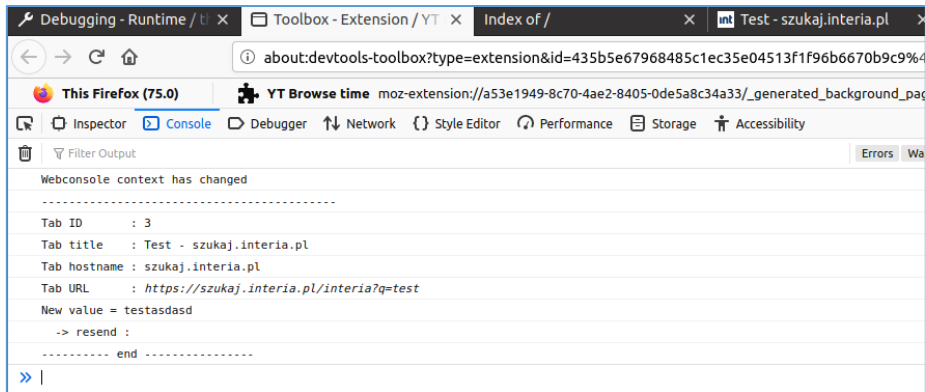 Debugging - Runtime / th Toolbox - Extension / YT Index of / int Test - szukaj.interia.pl
about:devtools-toolbox?type=extension&id=435b5e67968485c1ec35e04513f1f96b6670b9c9%4
This Firefox (75.0) YT Browse time moz-extension://a53e1949-8c70-4ae2-8405-0de5a8c34a33/_generated_background_pag
Inspector Console Debugger Network {} Style Editor Performance Storage Accessibility
Filter Output Errors Wa
Webconsole context has changed
-------------------------------------------
Tab ID : 3
Tab title : Test - szukaj.interia.pl
Tab hostname : szukaj.interia.pl
Tab URL : https://szukaj.interia.pl/interia?q=test
New value = testasdasd
-> resend :
---------- end ----------------